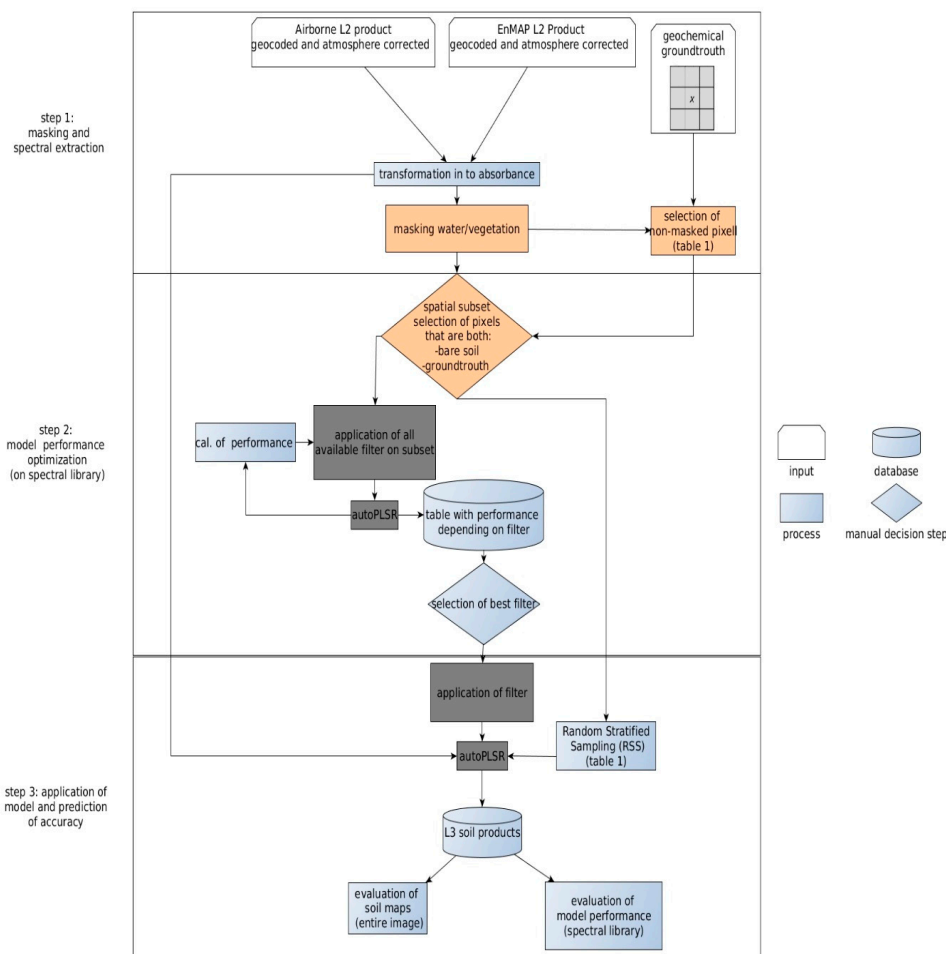 Airborne L2 product
geocoded and atmosphere corrected
EnMAP L2 Product
geocoded and atmosphere corrected
geochemical
groundtrouth
x
step 1:
masking and
spectral extraction
transformation in to absorbance
masking water/vegetation
selection of
non-masked pixell
(table 1)
spatial subset
selection of pixels
that are both:
-bare soil
-groundtrouth
step 2:
model performance
optimization
(on spectral library)
cal. of performance
application of all
available filter on subset
autoPLSR
table with performance
depending on filter
selection of best filter
input
database
process
manual decision step
application of filter
autoPLSR
Random Stratified
Sampling (RSS)
(table 1)
step 3: application of
model and prediction
of accuracy
L3 soil products
evaluation of
soil maps
(entire image)
evaluation of
model performance
(spectral library)